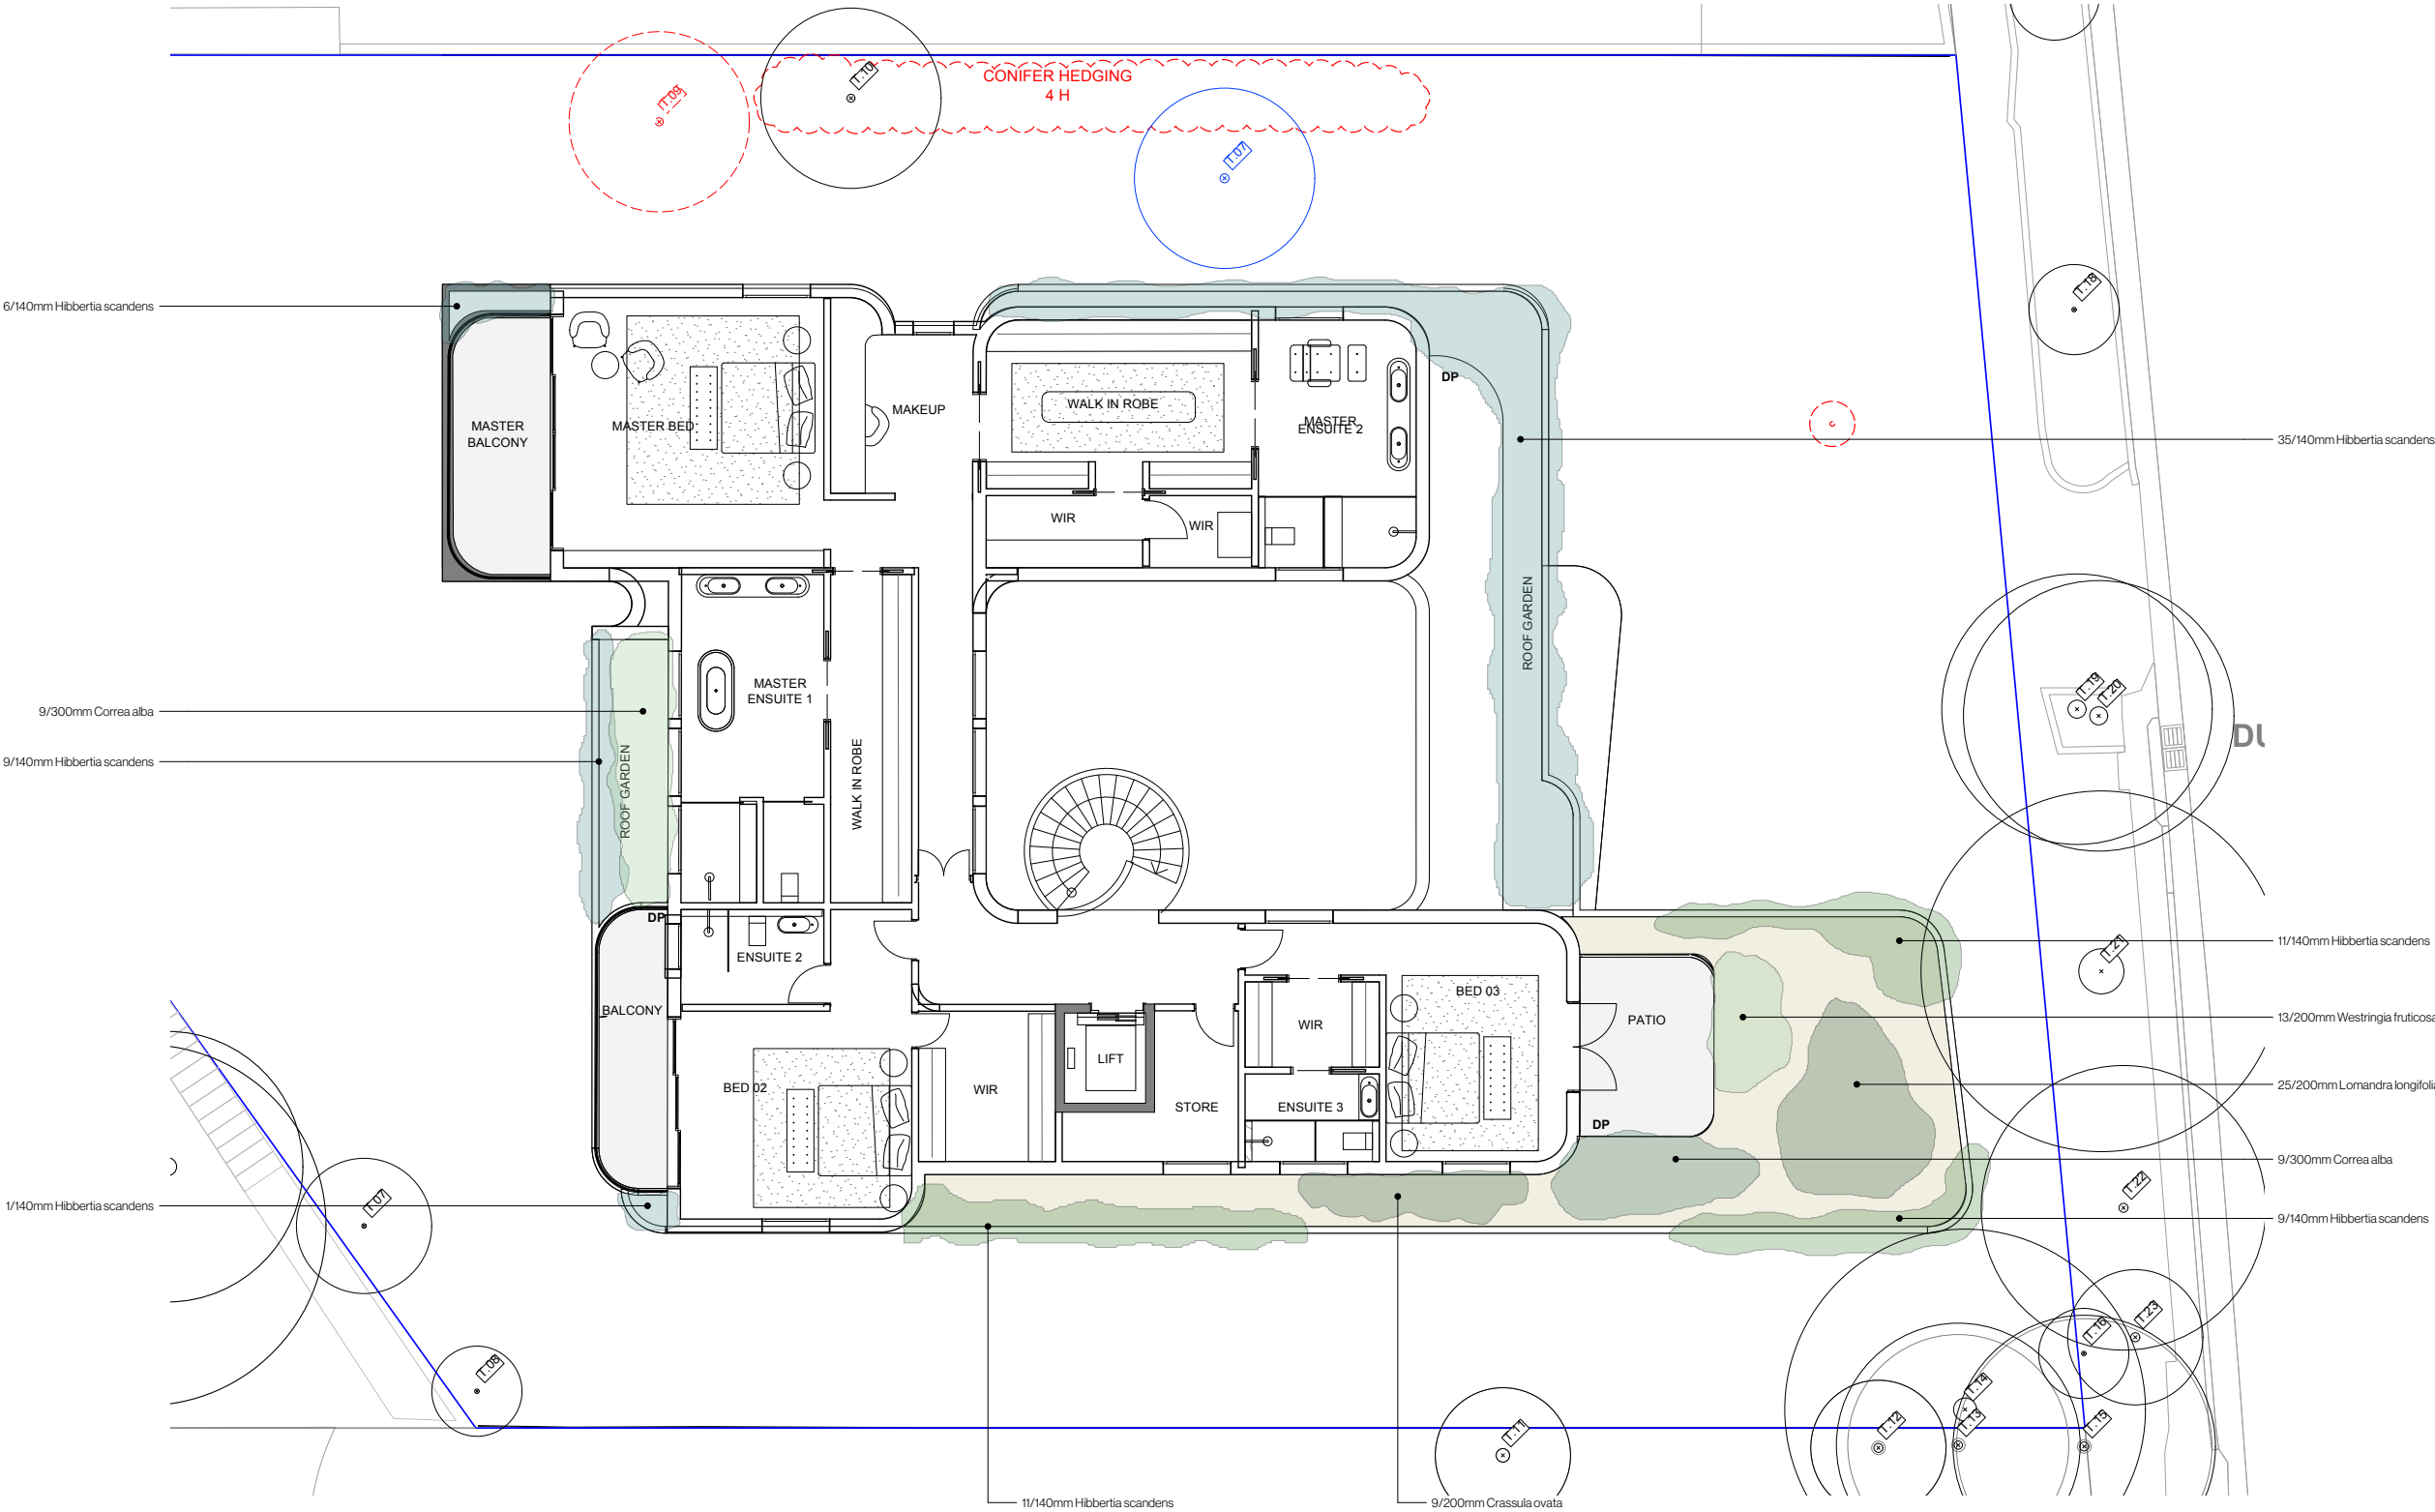 T.09
T.10
CONIFER HEDGING
4 H
T.07
T.18
6/140mm Hibbertia scandens
MASTER
BALCONY
MASTER BED
MAKEUP
WALK IN ROBE
MASTER
ENSUITE 2
DP
35/140mm Hibbertia scandens
WIR
WIR
ROOF GARDEN
9/300mm Correa alba
9/140mm Hibbertia scandens
ROOF GARDEN
MASTER
ENSUITE 1
WALK IN ROBE
T.19
T.20
DP
ENSUITE 2
BALCONY
11/140mm Hibbertia scandens
T.21
BED 03
PATIO
13/200mm Westringia fruticosa
WIR
LIFT
BED 02
WIR
STORE
ENSUITE 3
DP
25/200mm Lomandra longifolia
9/300mm Correa alba
T.22
T.07
1/140mm Hibbertia scandens
9/140mm Hibbertia scandens
T.23
T.16
T.08
T.14
T.11
T.12
T.13
T.15
11/140mm Hibbertia scandens
9/200mm Crassula ovata